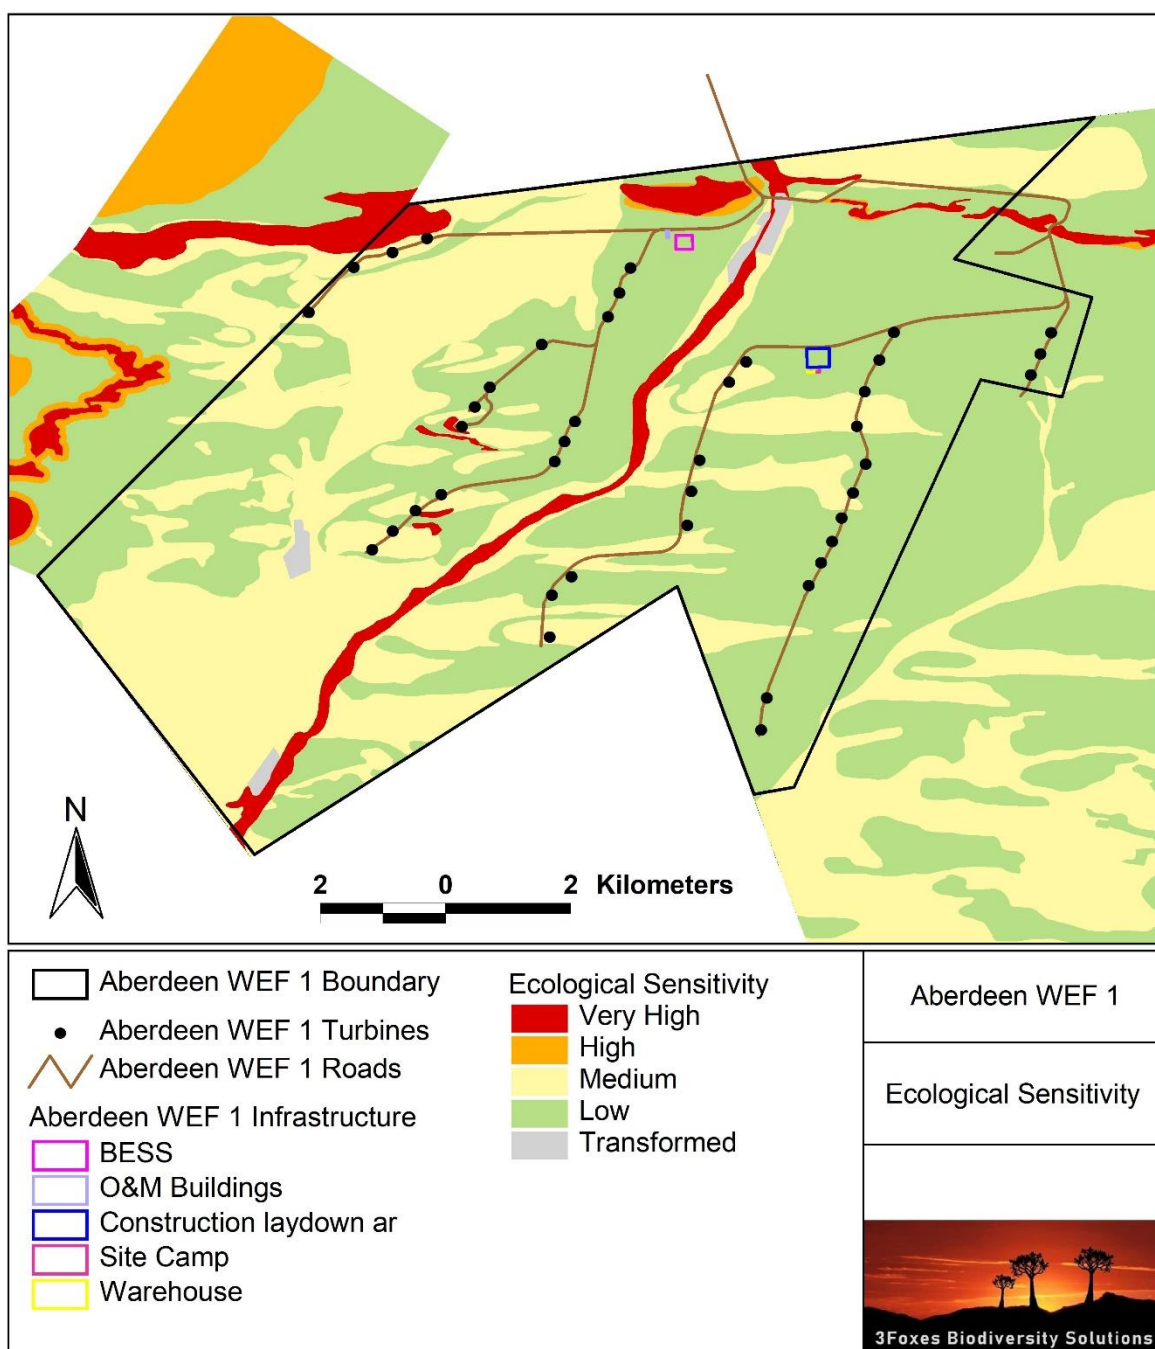 N
2 0 2 Kilometers
Aberdeen WEF 1 Boundary
Aberdeen WEF 1 Turbines
Aberdeen WEF 1 Roads
Aberdeen WEF 1 Infrastructure
BESS
O&M Buildings
Construction laydown ar
Site Camp
Warehouse
Ecological Sensitivity
Very High
High
Medium
Low
Transformed
Aberdeen WEF 1
Ecological Sensitivity
3Foxes Biodiversity Solutions